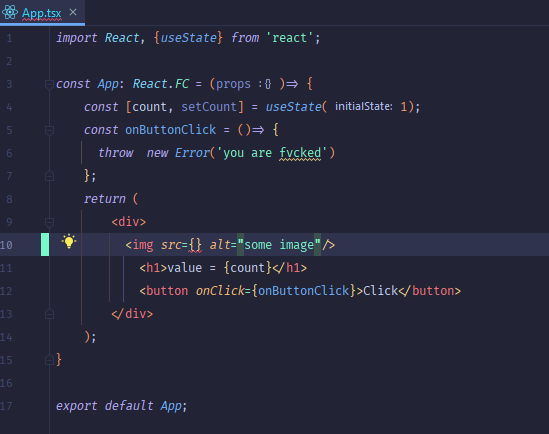 App.tsx ×
1 import React, {useState} from 'react';
2
3 const App: React.FC = (props :{} )=> {
4 const [count, setCount] = useState( initialState: 1);
5 const onButtonClick = ()=> {
6 throw new Error('you are fvcked')
7 };
8 return (
9 <div>
10 <img src={} alt="some image"/>
11 <h1>value = {count}</h1>
12 <button onClick={onButtonClick}>Click</button>
13 </div>
14 );
15 }
16
17 export default App;